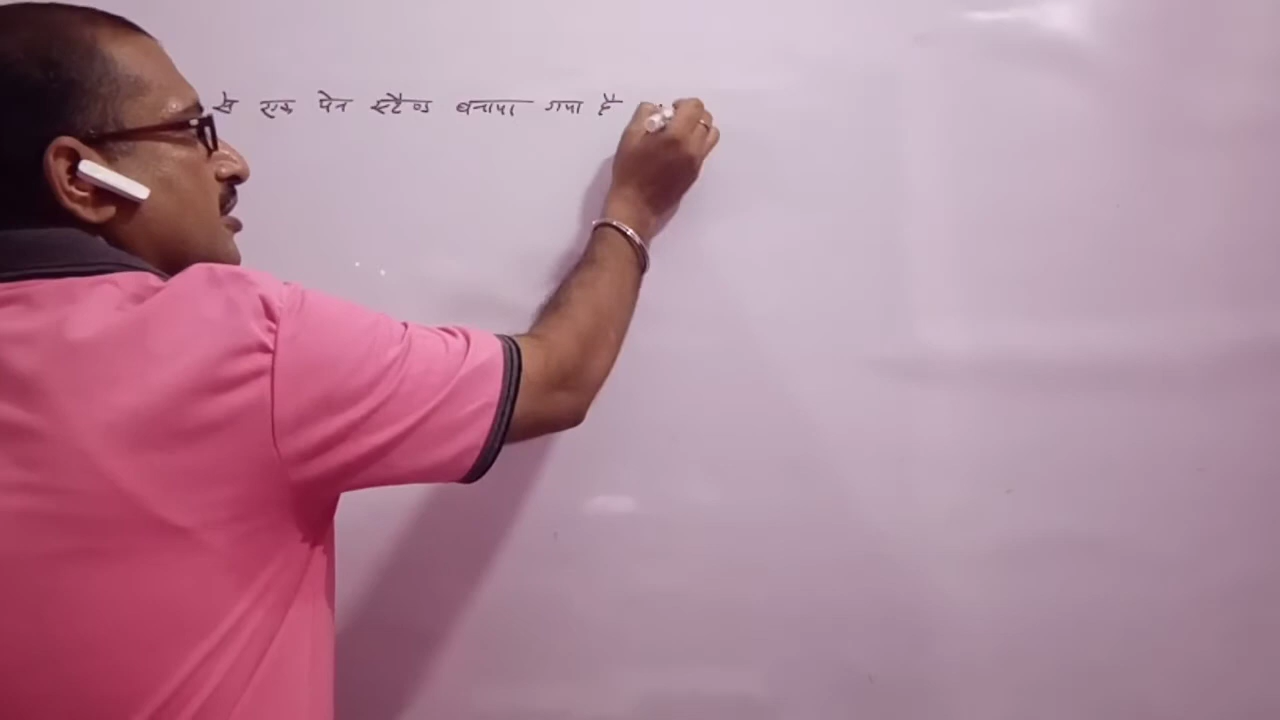 से एक पेन स्टैण्ड बनाया गया है